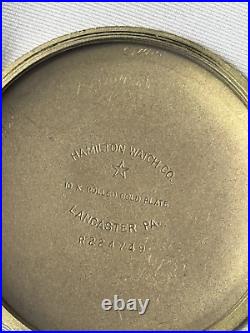 HAMILTON WATCH CO.
10 K ROLLED GOLD PLATE
LANCASTER PA.
R224749